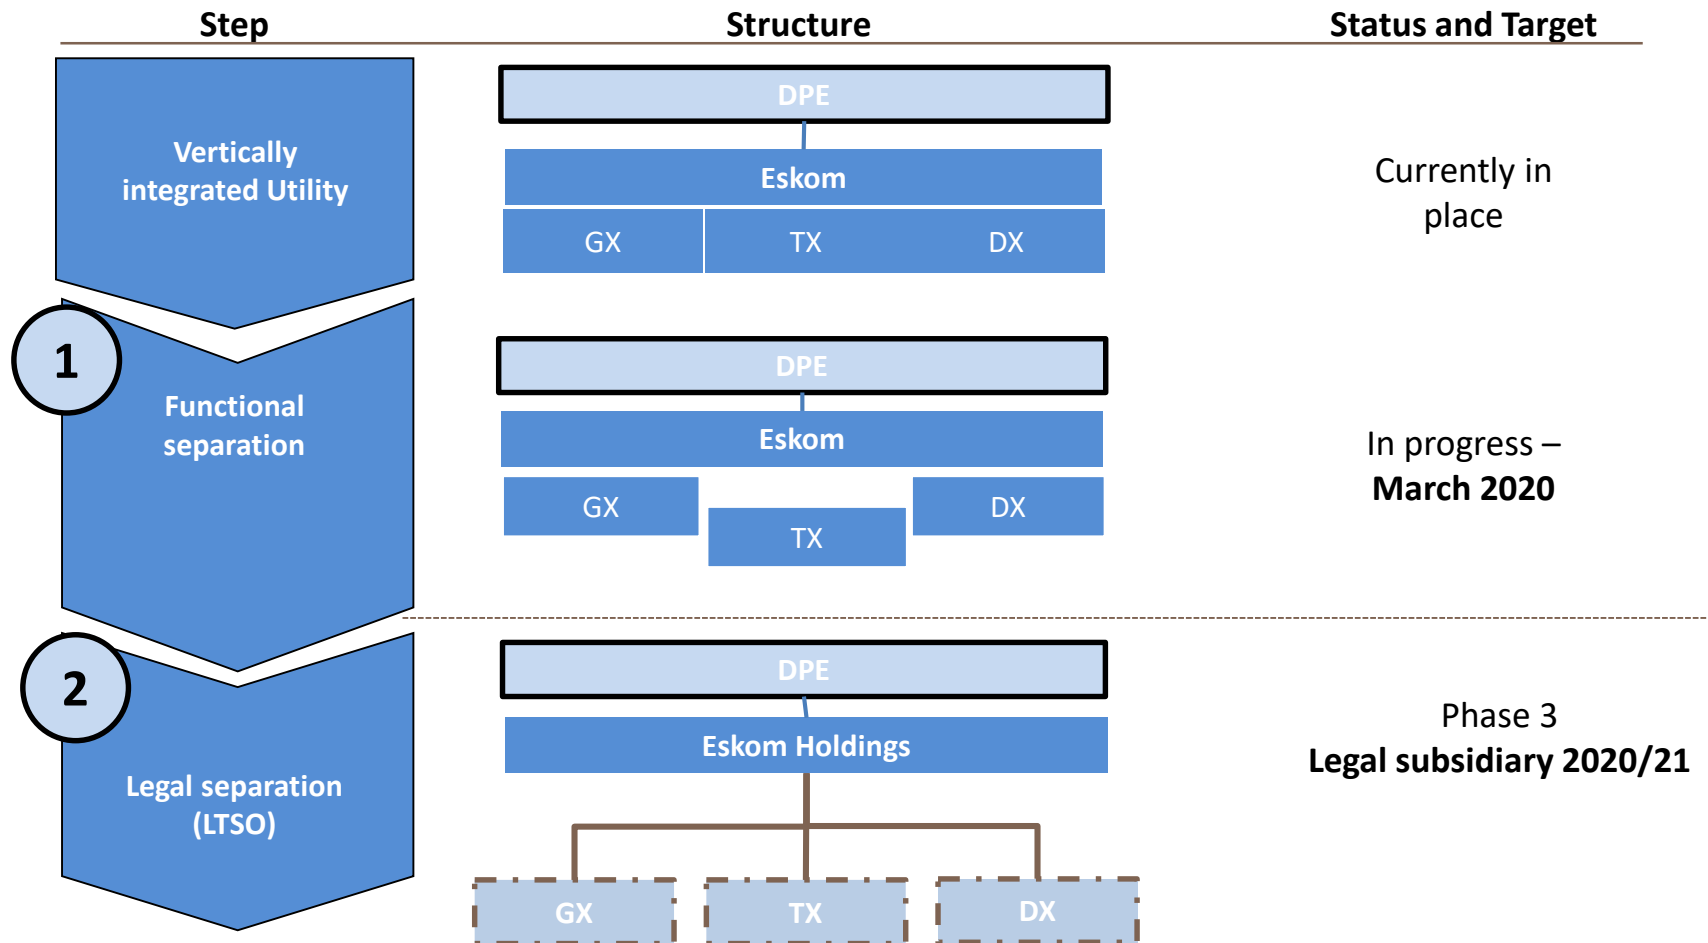 Step Structure Status and Target
Vertically
integrated Utility
DPE
Eskom
GX TX DX
Currently in
place
1
Functional
separation
DPE
Eskom
GX TX DX
In progress –
March 2020
2
Legal separation
(LTSO)
DPE
Eskom Holdings
GX TX DX
Phase 3
Legal subsidiary 2020/21